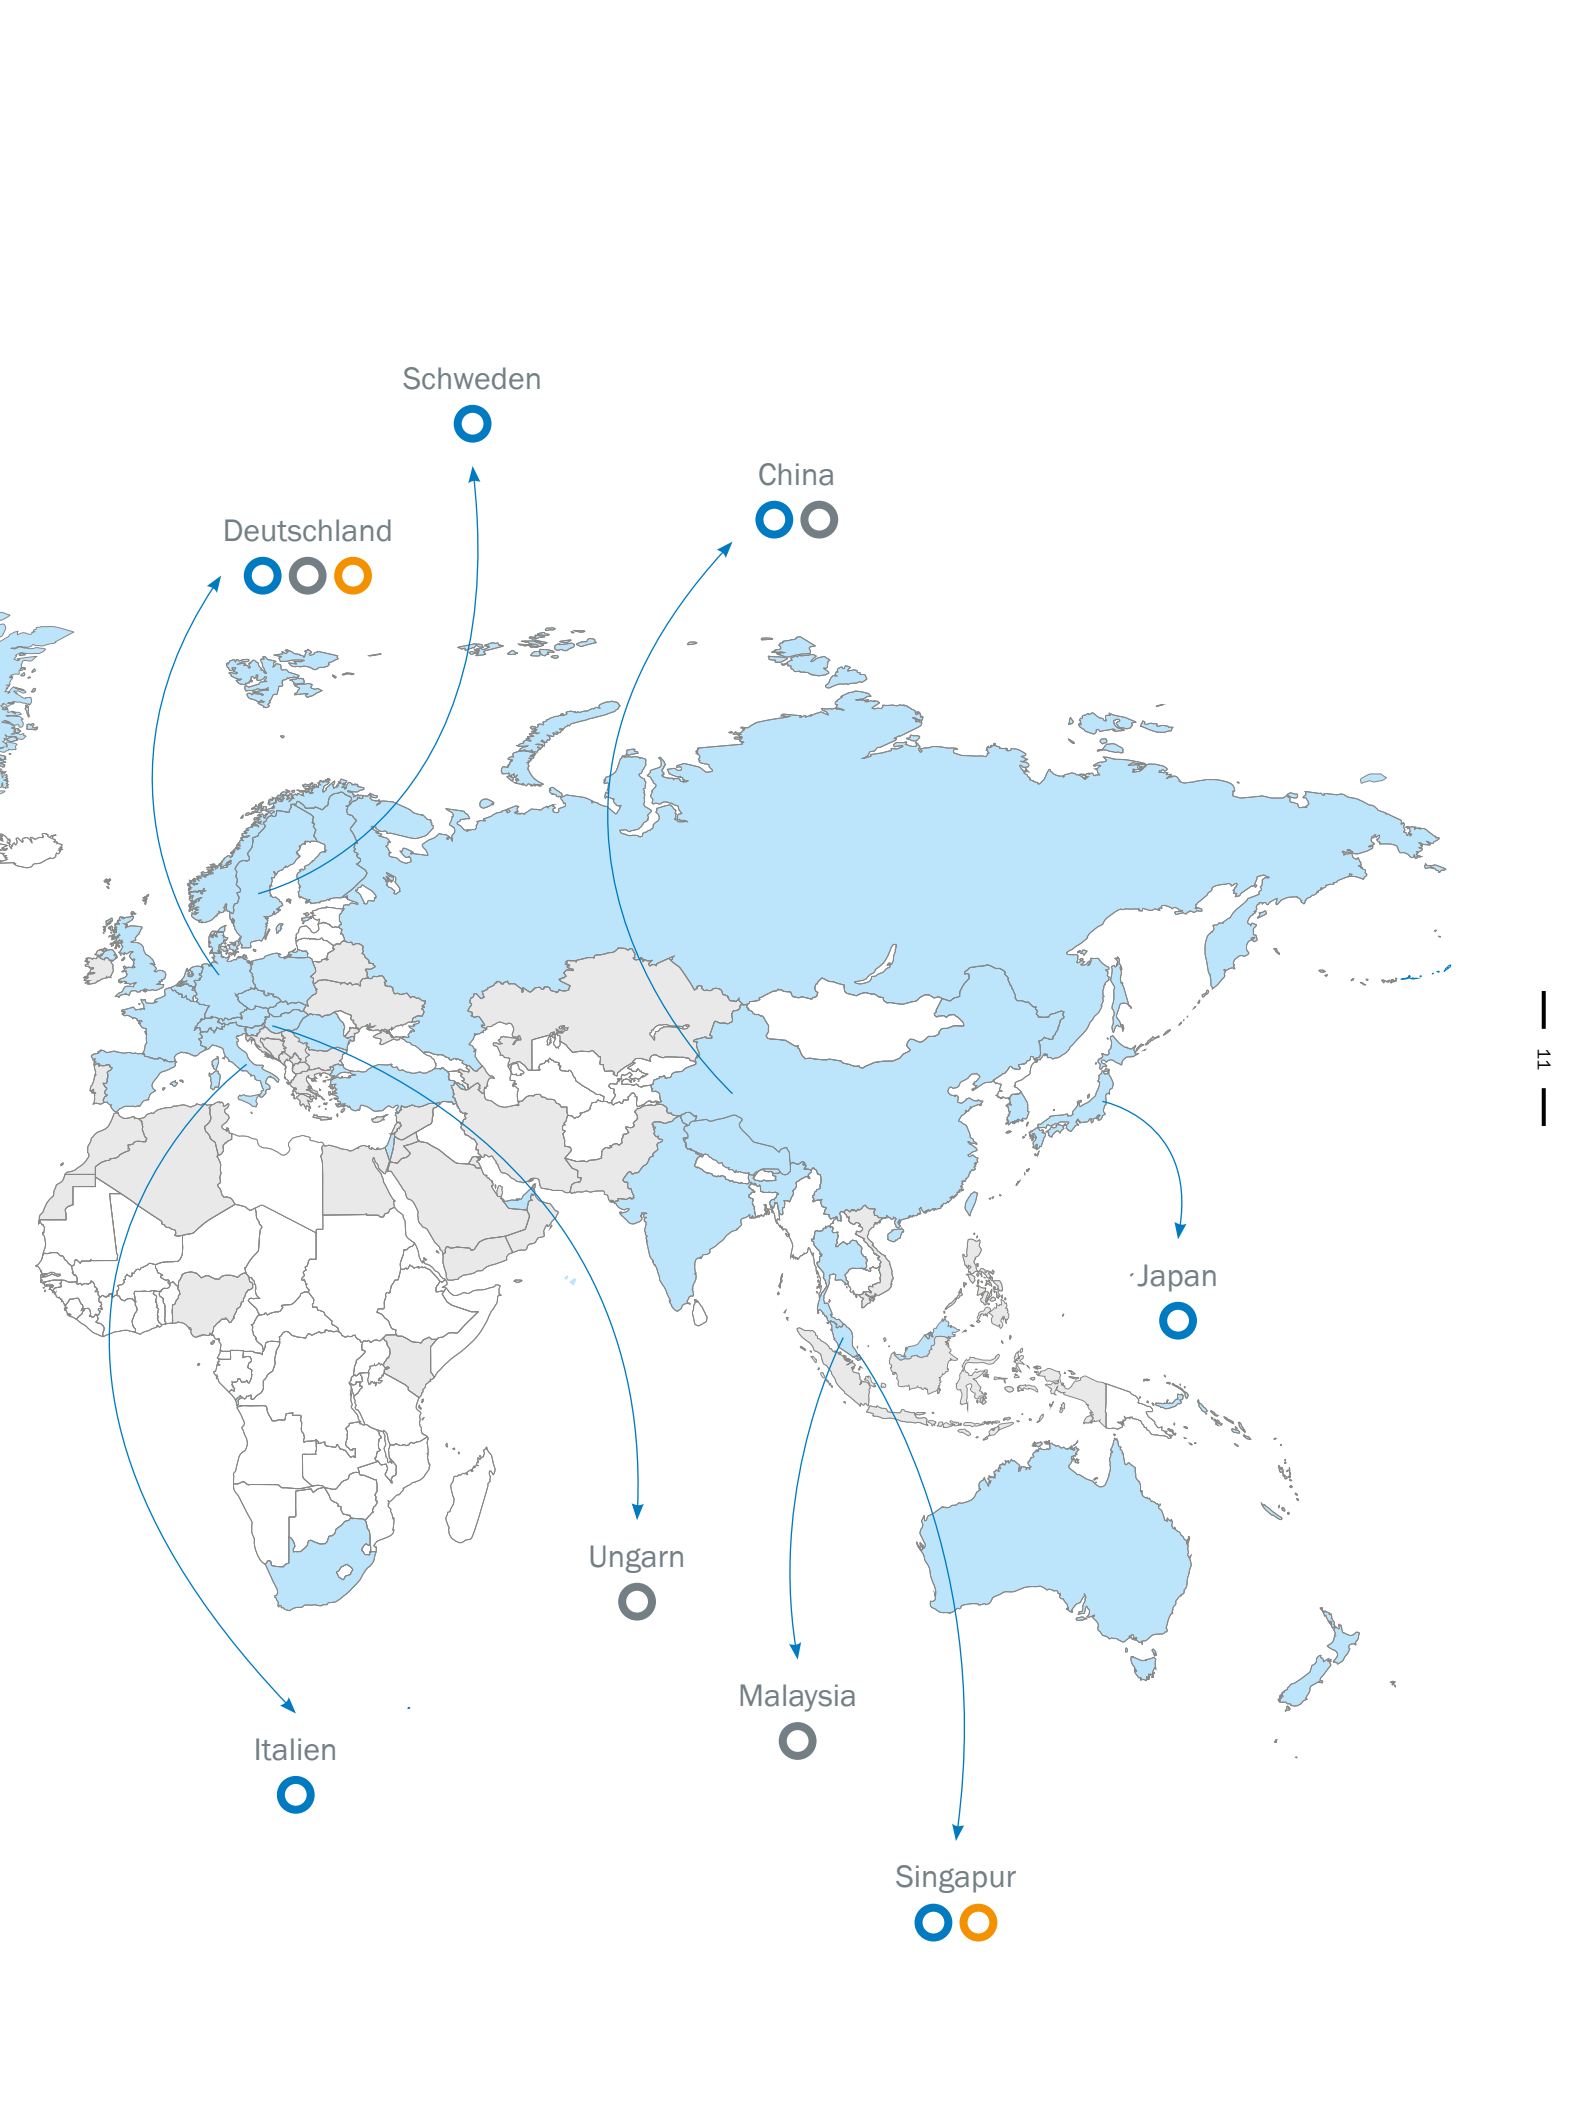 Schweden
China
Deutschland
11
Japan
Ungarn
Malaysia
Italien
Singapur